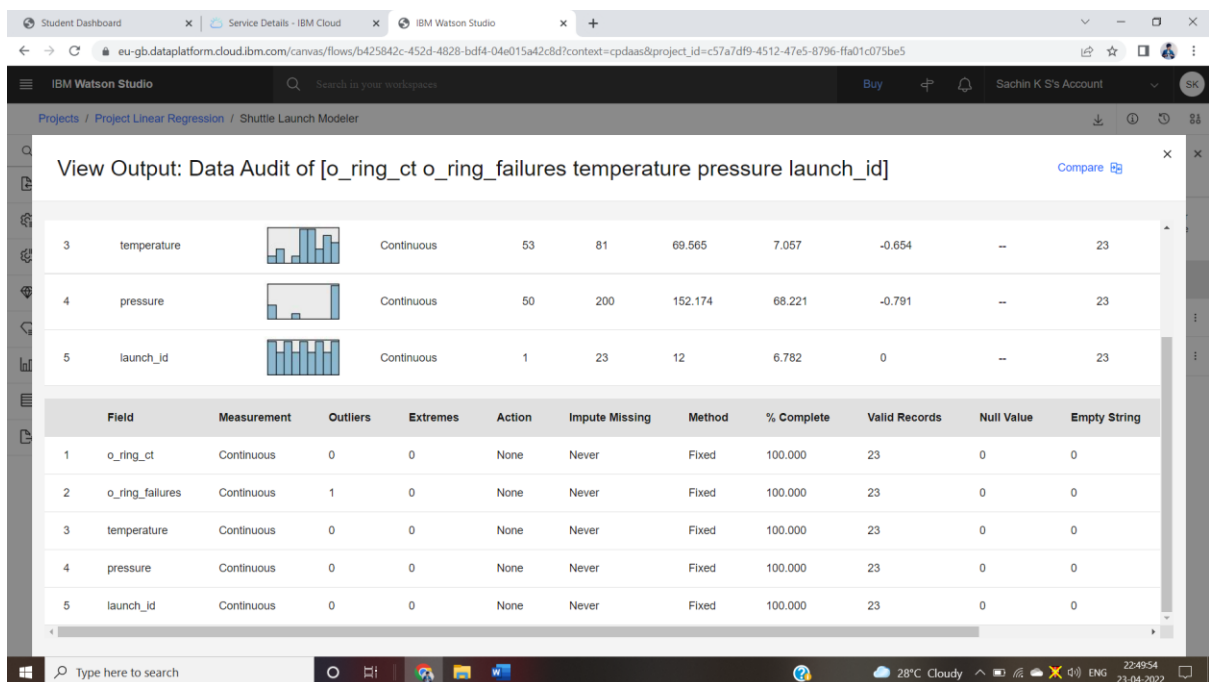 Student Dashboard
Service Details - IBM Cloud
IBM Watson Studio
eu-gb.dataplatform.cloud.ibm.com/canvas/flows/b425842c-452d-4828-bdf4-04e015a42c8d?context=cpdaas&project_id=c57a7df9-4512-47e5-8796-ffa01c075be5
IBM Watson Studio Search in your workspaces Buy Sachin K S's Account SK
Projects / Project Linear Regression / Shuttle Launch Modeler
View Output: Data Audit of [o_ring_ct o_ring_failures temperature pressure launch_id] Compare
3 temperature Continuous 53 81 69.565 7.057 -0.654 -- 23
4 pressure Continuous 50 200 152.174 68.221 -0.791 -- 23
5 launch_id Continuous 1 23 12 6.782 0 -- 23
Field Measurement Outliers Extremes Action Impute Missing Method % Complete Valid Records Null Value Empty String
1 o_ring_ct Continuous 0 0 None Never Fixed 100.000 23 0 0
2 o_ring_failures Continuous 1 0 None Never Fixed 100.000 23 0 0
3 temperature Continuous 0 0 None Never Fixed 100.000 23 0 0
4 pressure Continuous 0 0 None Never Fixed 100.000 23 0 0
5 launch_id Continuous 0 0 None Never Fixed 100.000 23 0 0
Type here to search 28°C Cloudy ENG 22:49:54
23-04-2022